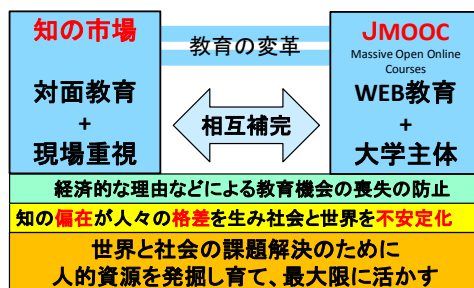 知の市場
対面教育
+
現場重視
教育の変革
相互補完
JMOOC
Massive Open Online
Courses
WEB教育
+
大学主体
経済的な理由などによる教育機会の喪失の防止
知の偏在が人々の格差を生み社会と世界を不安定化
世界と社会の課題解決のために
人的資源を発掘し育て、最大限に活かす